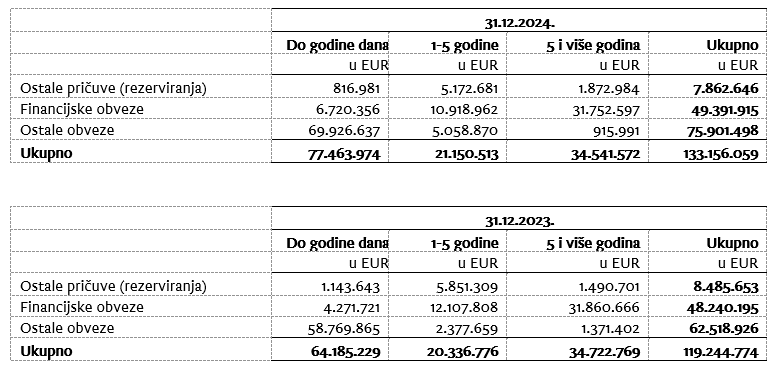 31.12.2024.
Do godine dana 1-5 godine 5 i više godina Ukupno
u EUR u EUR u EUR u EUR
Ostale pričuve (rezerviranja) 816.981 5.172.681 1.872.984 7.862.646
Financijske obveze 6.720.356 10.918.962 31.752.597 49.391.915
Ostale obveze 69.926.637 5.058.870 915.991 75.901.498
Ukupno 77.463.974 21.150.513 34.541.572 133.156.059
31.12.2023.
Do godine dana 1-5 godine 5 i više godina Ukupno
u EUR u EUR u EUR u EUR
Ostale pričuve (rezerviranja) 1.143.643 5.851.309 1.490.701 8.485.653
Financijske obveze 4.271.721 12.107.808 31.860.666 48.240.195
Ostale obveze 58.769.865 2.377.659 1.371.402 62.518.926
Ukupno 64.185.229 20.336.776 34.722.769 119.244.774